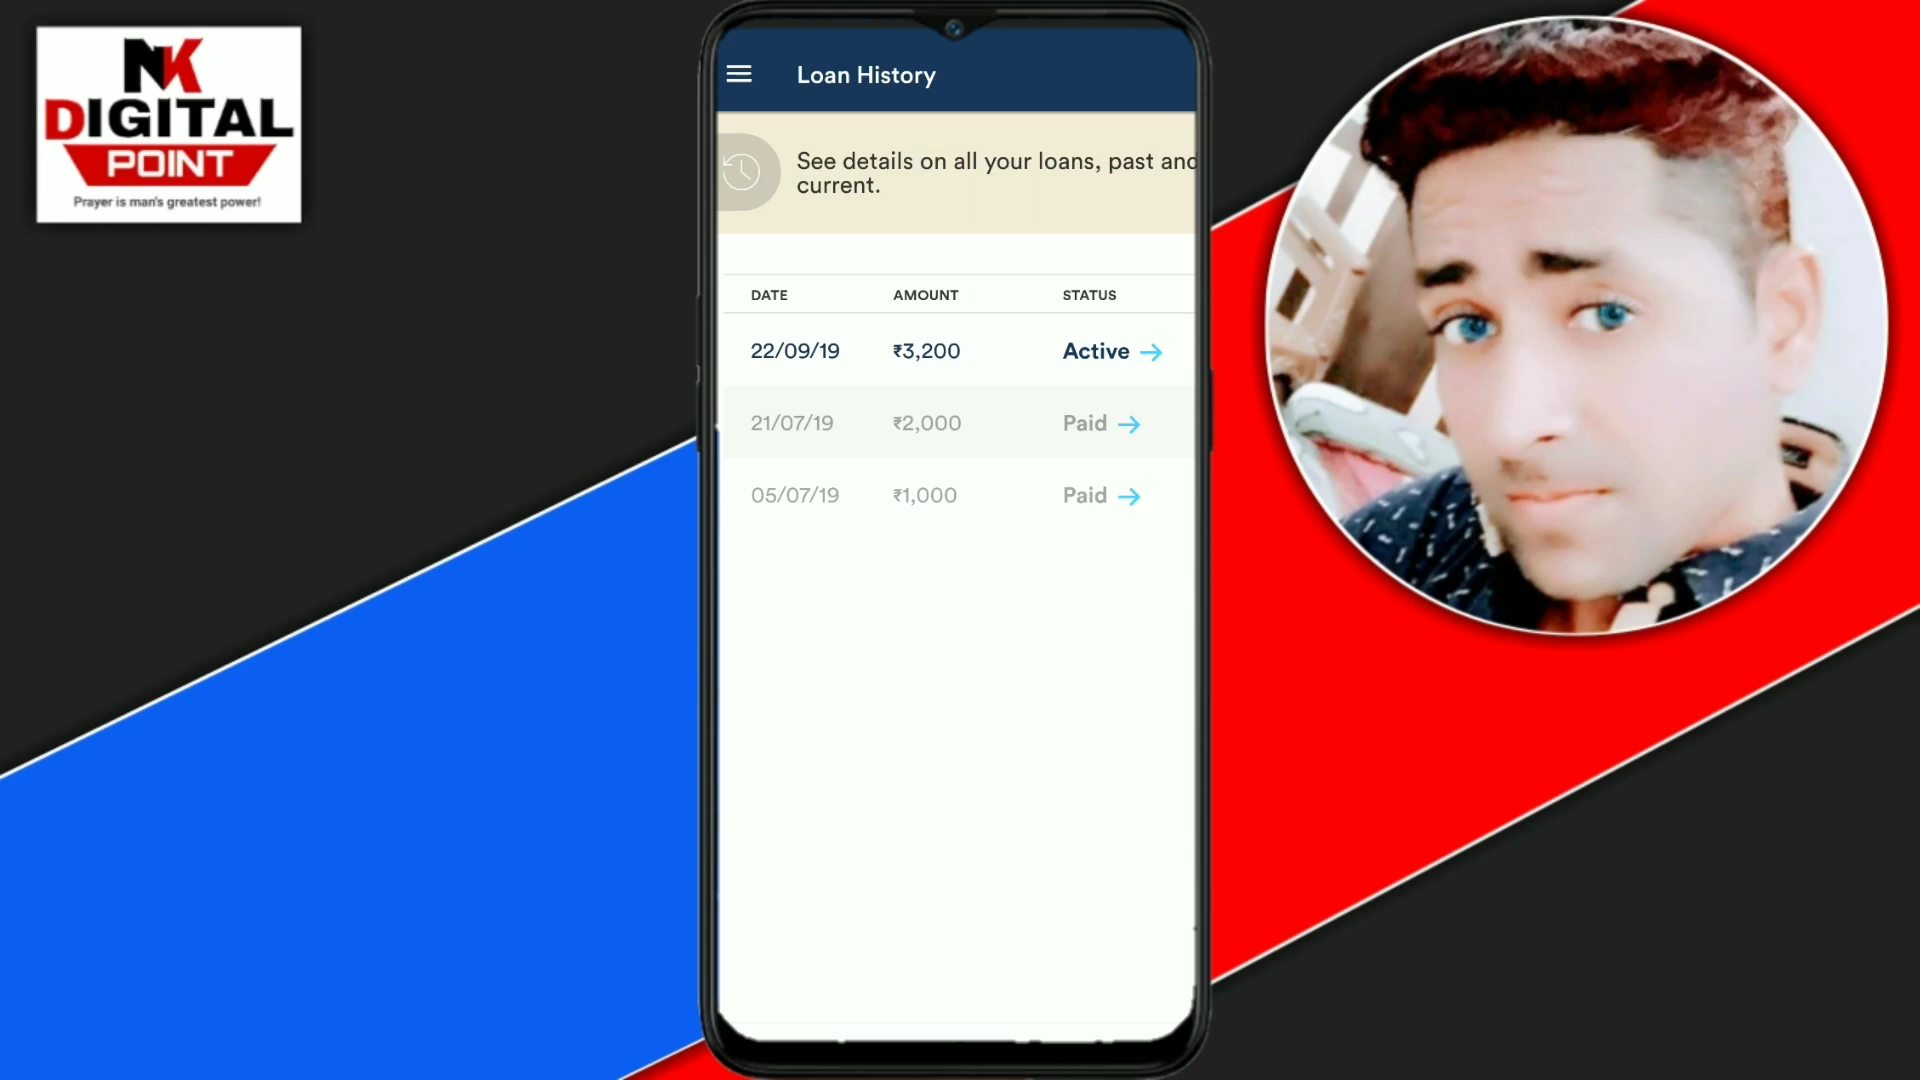 NK
DIGITAL
POINT
Prayer is man's greatest power!
Loan History
See details on all your loans, past and
current.
DATE AMOUNT STATUS
22/09/19 ₹3,200 Active →
21/07/19 ₹2,000 Paid →
05/07/19 ₹1,000 Paid →